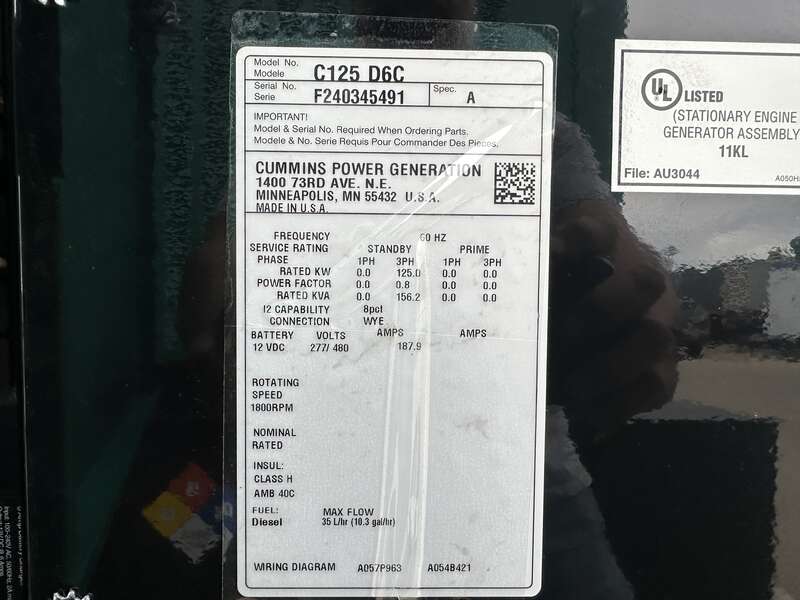 Model No.
Modele
C125 D6C
Serial No.
Serie
F240345491
Spec.
A
IMPORTANT!
Model & Serial No. Required When Ordering Parts.
Modele & No. Serie Requis Pour Commander Des Pieces.
CUMMINS POWER GENERATION
1400 73RD AVE. N.E.
MINNEAPOLIS, MN 55432 U.S.A.
MADE IN U.S.A.
FREQUENCY 60 HZ
SERVICE RATING STANDBY PRIME
PHASE 1PH 3PH 1PH 3PH
RATED KW 0.0 125.0 0.0 0.0
POWER FACTOR 0.0 0.8 0.0 0.0
RATED KVA 0.0 156.2 0.0 0.0
I2 CAPABILITY 8pct
CONNECTION WYE
BATTERY VOLTS AMPS AMPS
12 VDC 277/ 480 187.9
ROTATING
SPEED
1800RPM
NOMINAL
RATED
INSUL:
CLASS H
AMB 40C
FUEL: MAX FLOW
Diesel 35 L/hr (10.3 gal/hr)
WIRING DIAGRAM A057P963 A054B421
UL LISTED
(STATIONARY ENGINE
GENERATOR ASSEMBLY
11KL
File: AU3044
A050H